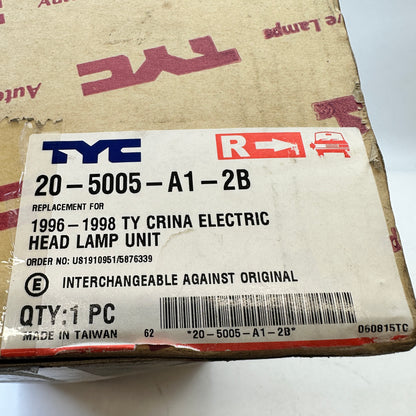 TYC
Auto
e Lamps
TYC
R
20-5005-A1-2B
REPLACEMENT FOR
1996-1998 TY CRINA ELECTRIC
HEAD LAMP UNIT
ORDER NO: US1910951/5876339
E INTERCHANGEABLE AGAINST ORIGINAL
QTY:1 PC
MADE IN TAIWAN
62
"20-5005-A1-2B"
060815TC